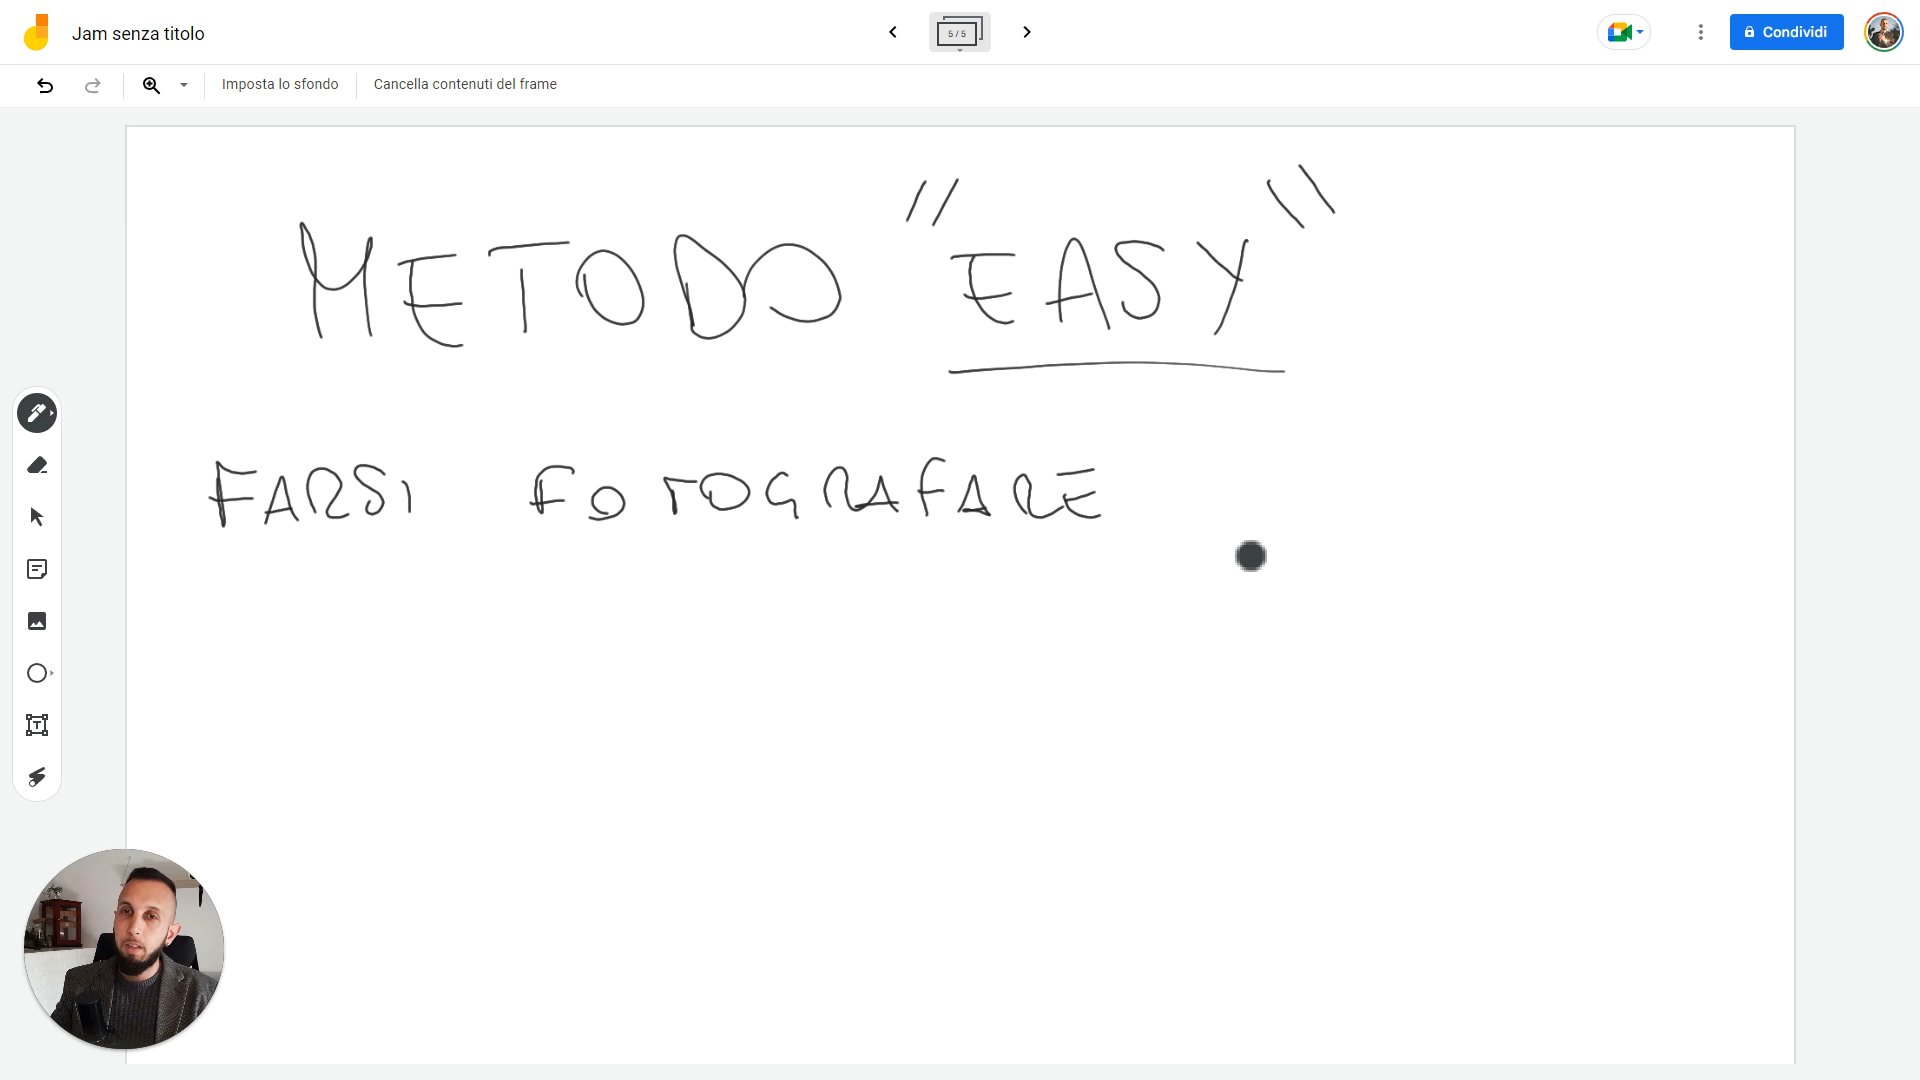 Jam senza titolo
5 / 5
Condividi
Imposta lo sfondo
Cancella contenuti del frame
METODO "EASY"
FARSI FOTOGRAFARE
T